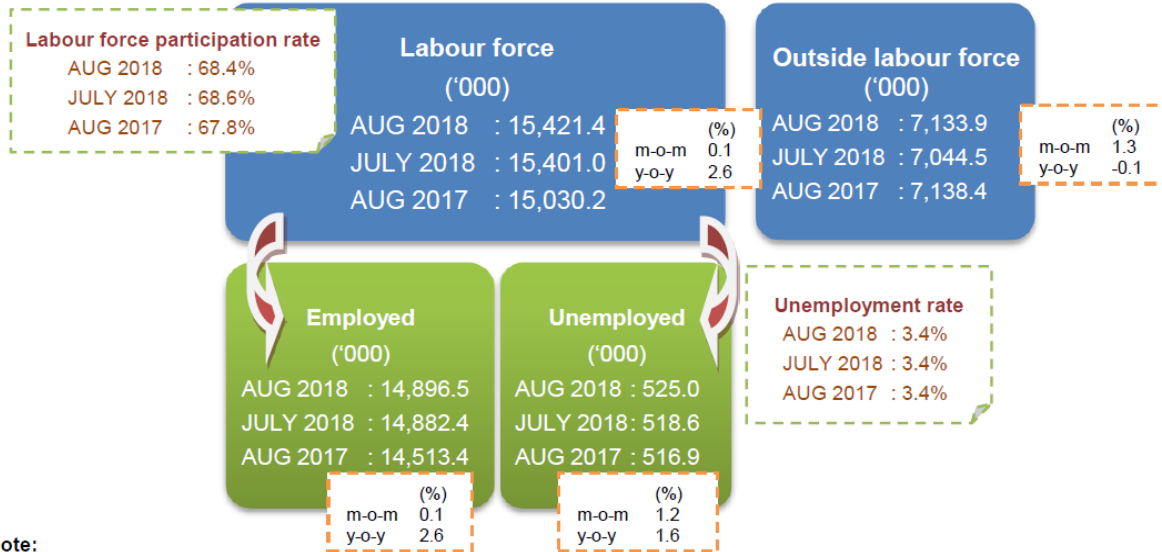 Labour force participation rate
AUG 2018 : 68.4%
JULY 2018 : 68.6%
AUG 2017 : 67.8%
Labour force
(‘000)
AUG 2018 : 15,421.4
JULY 2018 : 15,401.0
AUG 2017 : 15,030.2
(%)
m-o-m 0.1
y-o-y 2.6
Outside labour force
(‘000)
AUG 2018 : 7,133.9
JULY 2018 : 7,044.5
AUG 2017 : 7,138.4
(%)
m-o-m 1.3
y-o-y -0.1
Employed
(‘000)
AUG 2018 : 14,896.5
JULY 2018 : 14,882.4
AUG 2017 : 14,513.4
(%)
m-o-m 0.1
y-o-y 2.6
Unemployed
(‘000)
AUG 2018 : 525.0
JULY 2018: 518.6
AUG 2017 : 516.9
(%)
m-o-m 1.2
y-o-y 1.6
Unemployment rate
AUG 2018 : 3.4%
JULY 2018 : 3.4%
AUG 2017 : 3.4%
ote: